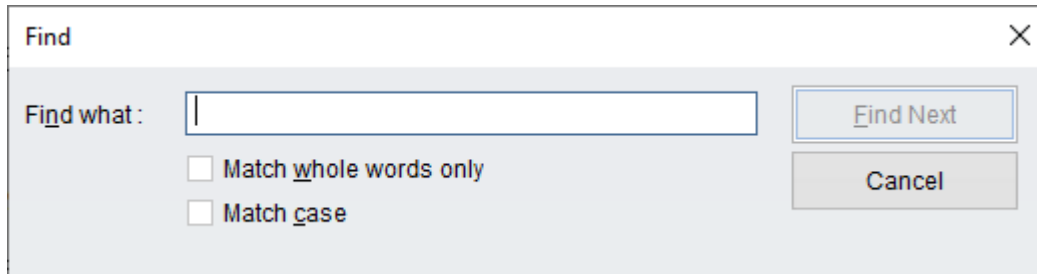 Find
Find what :
Find Next
Match whole words only
Cancel
Match case